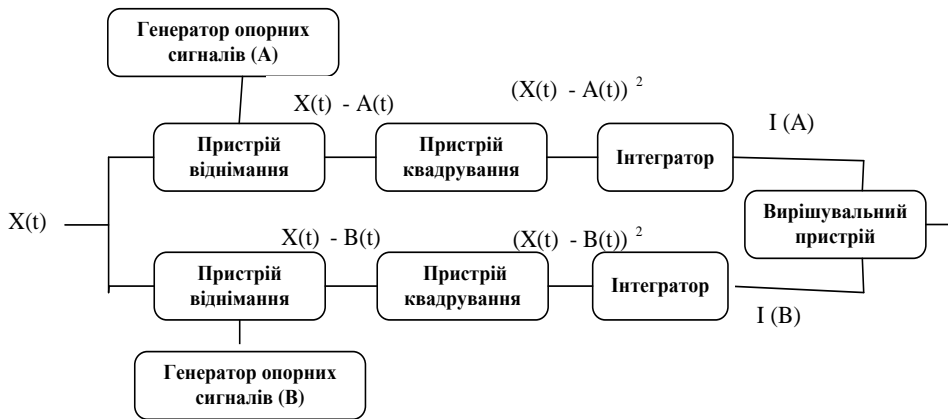 Генератор опорних
сигналів (А)
X(t) - A(t)
(X(t) - A(t)) ²
I (A)
Пристрій
віднімання
Пристрій
квадрування
Інтегратор
X(t)
Вирішувальний
пристрій
X(t) - B(t)
(X(t) - B(t)) ²
Пристрій
віднімання
Пристрій
квадрування
Інтегратор
I (B)
Генератор опорних
сигналів (В)